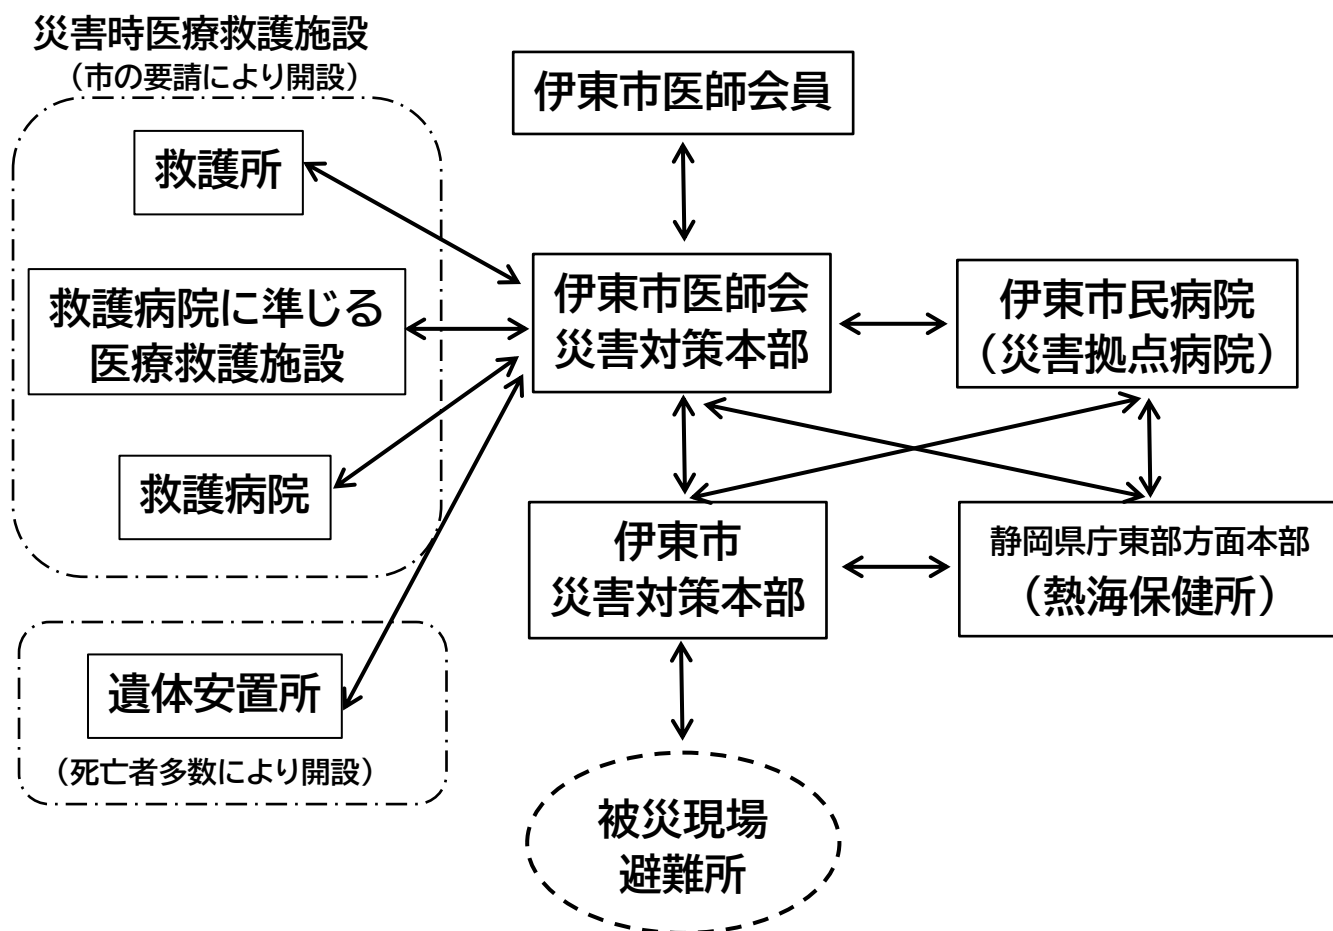 災害時医療救護施設
（市の要請により開設）
伊東市医師会員
救護所
救護病院に準じる
医療救護施設
伊東市医師会
災害対策本部
伊東市民病院
（災害拠点病院）
救護病院
伊東市
災害対策本部
静岡県庁東部方面本部
（熱海保健所）
遺体安置所
（死亡者多数により開設）
被災現場
避難所